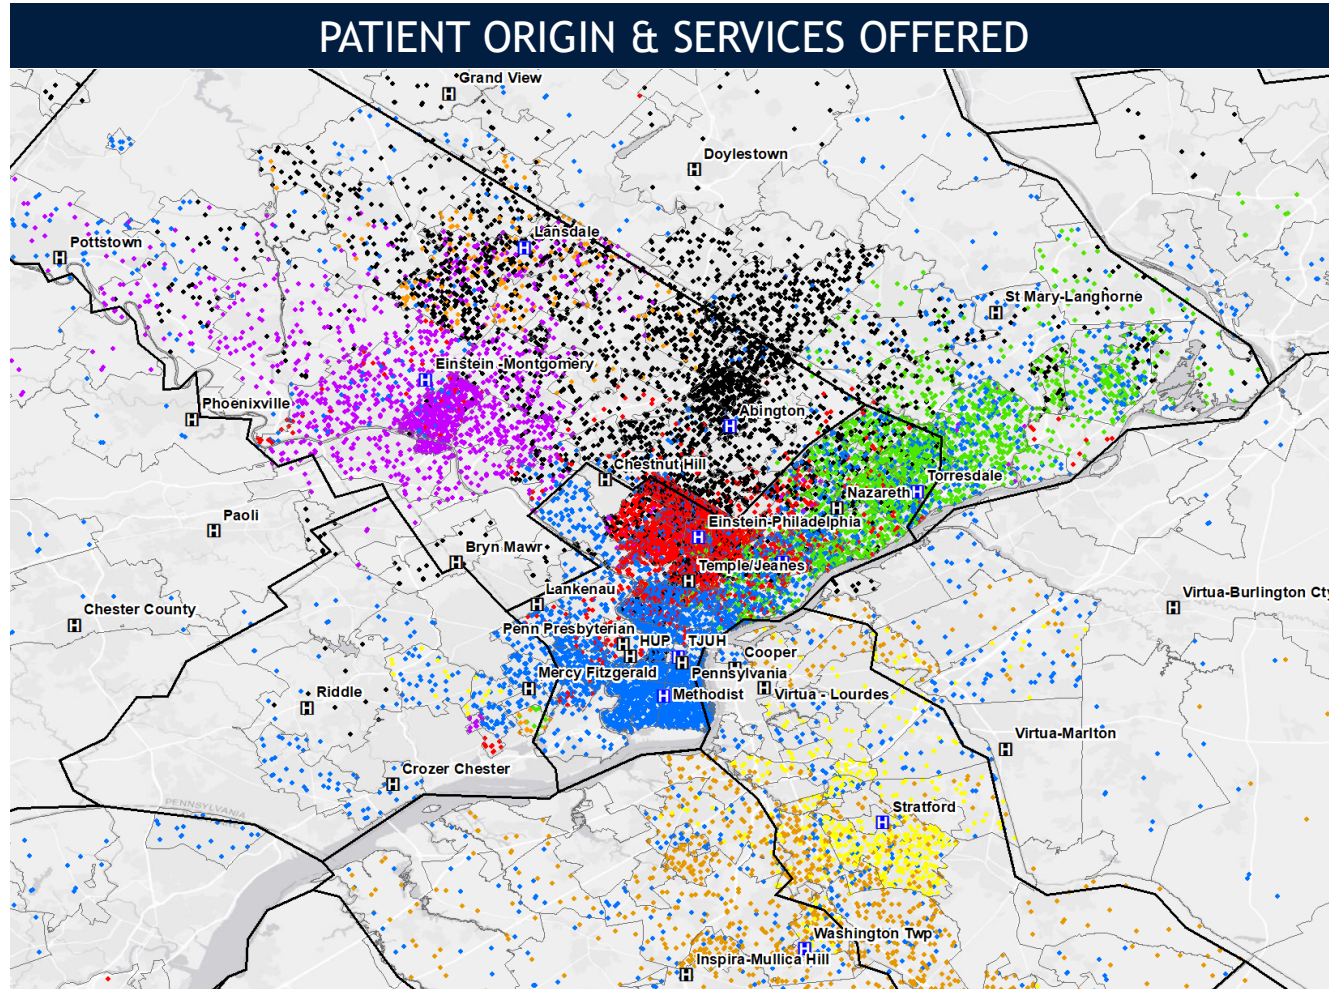 PATIENT ORIGIN & SERVICES OFFERED
Grand View
Doylestown
Lansdale
Pottstown
St Mary-Langhorne
Einstein -Montgomery
Phoenixville
Abington
Chestnut Hill
Torresdale
Nazareth
Paoli
Einstein-Philadelphia
Bryn Mawr
Temple/Jeanes
Lankenau
Virtua-Burlington Cty
Chester County
Penn Presbyterian
HUP
TJUH
Cooper
Mercy Fitzgerald
Pennsylvania
Riddle
Methodist
Virtua - Lourdes
Virtua-Marlton
Crozer Chester
PENNSYLVANIA
Stratford
Washington Twp
Inspira-Mullica Hill